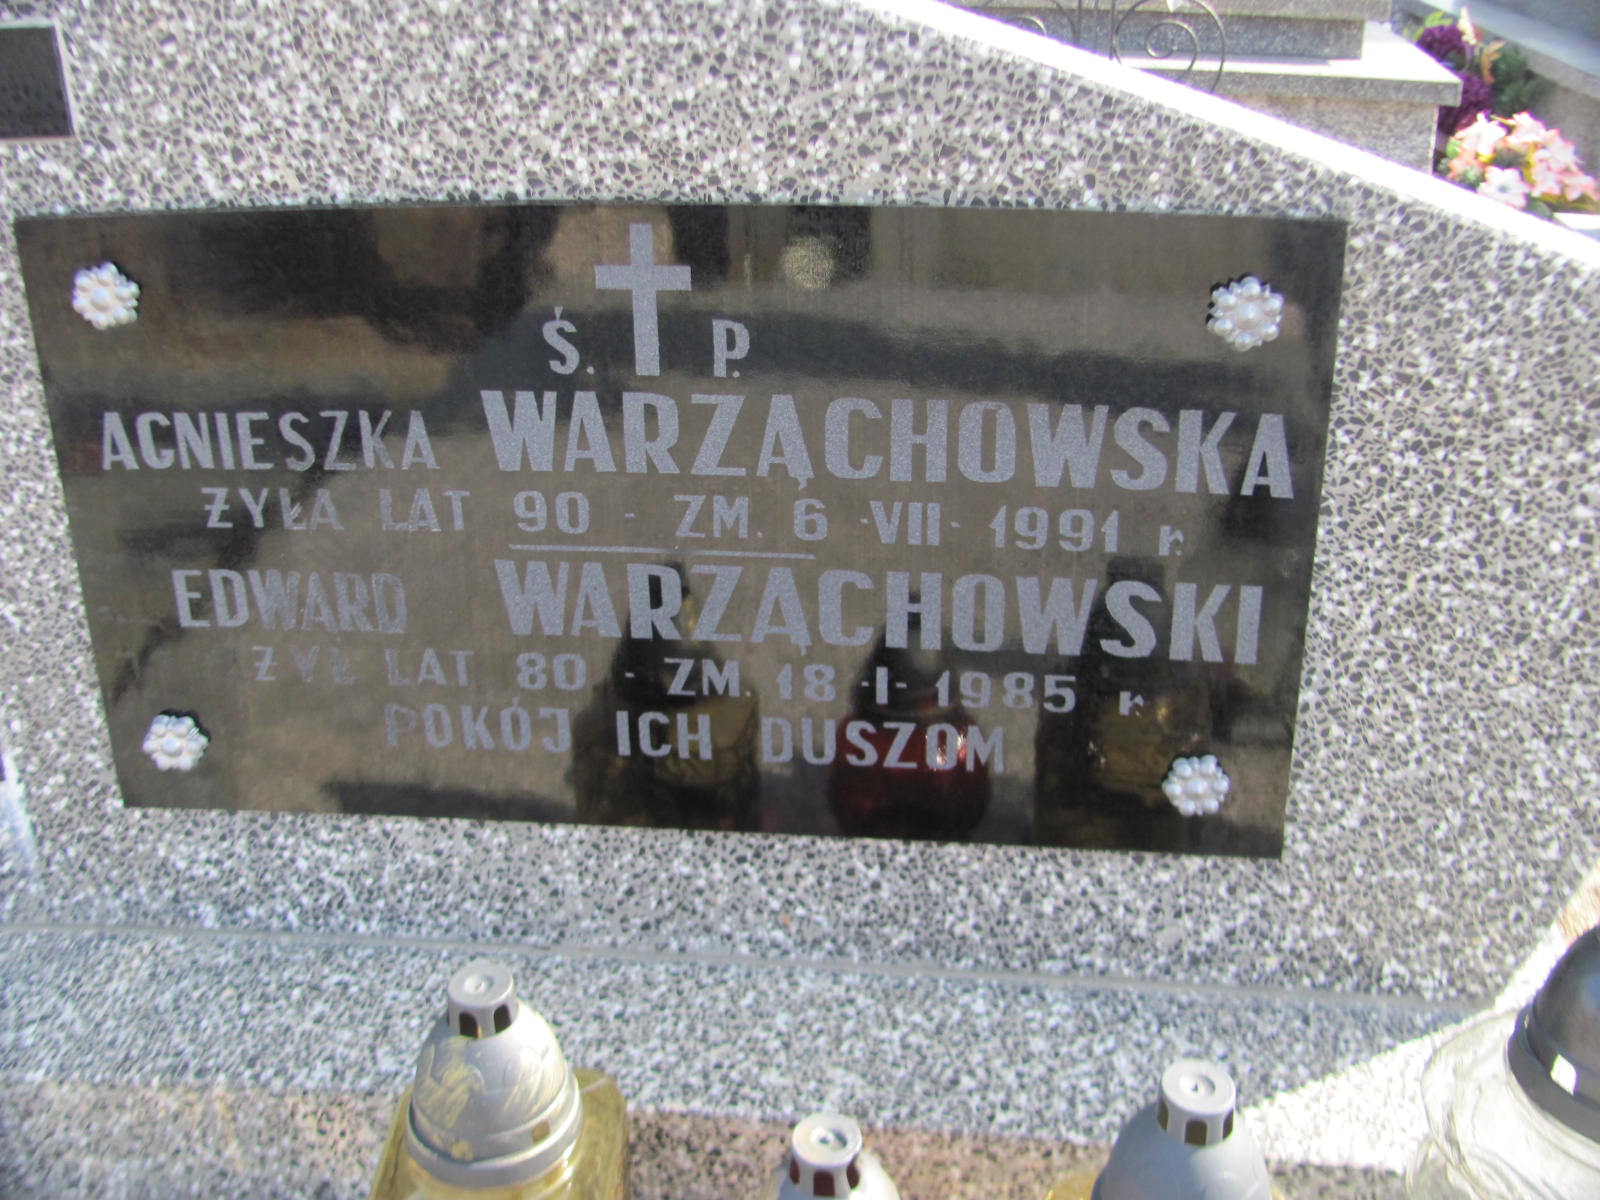 Ś. P.
AGNIESZKA WARZĄCHOWSKA
ŻYŁA LAT 90 - ZM. 6 -VII- 1991 r.
EDWARD WARZĄCHOWSKI
ŻYŁ LAT 80 - ZM. 18 -I- 1985 r.
POKÓJ ICH DUSZOM